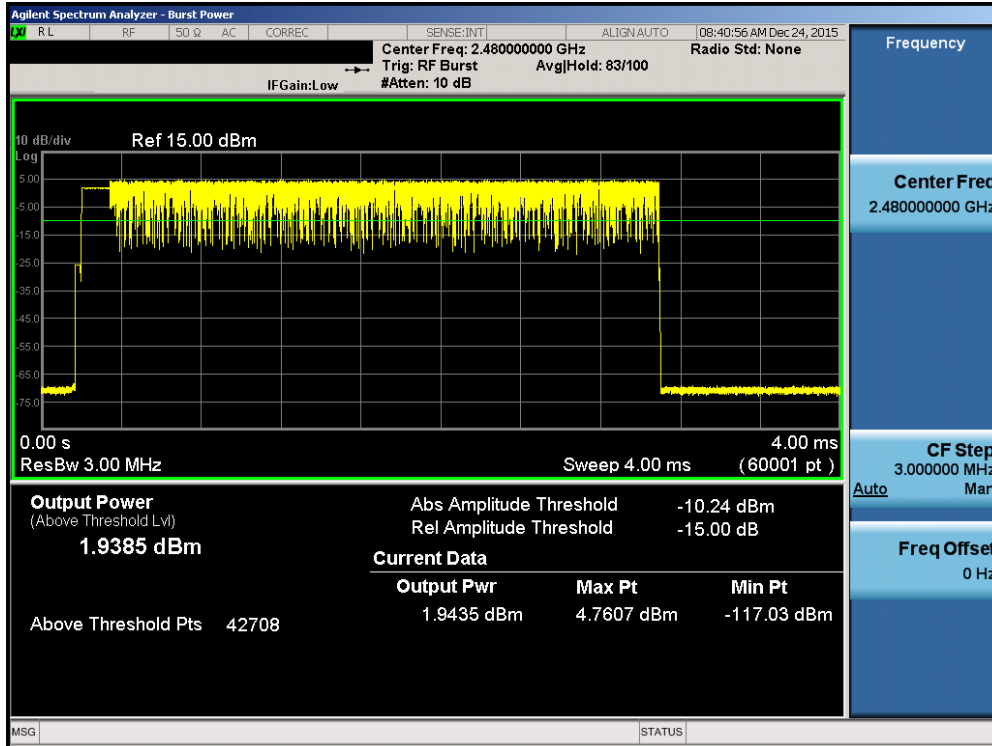 Agilent Spectrum Analyzer - Burst Power
LXI RL RF 50 Ω AC CORREC SENSE:INT ALIGN AUTO 08:40:56 AM Dec 24, 2015
Center Freq: 2.480000000 GHz Radio Std: None
Trig: RF Burst Avg|Hold: 83/100
IFGain:Low #Atten: 10 dB
10 dB/div Ref 15.00 dBm
Log
5.00
-5.00
-15.0
-25.0
-35.0
-45.0
-55.0
-65.0
-75.0
0.00 s 4.00 ms
ResBw 3.00 MHz Sweep 4.00 ms (60001 pt)
Output Power
(Above Threshold Lvl)
1.9385 dBm
Above Threshold Pts 42708
Abs Amplitude Threshold -10.24 dBm
Rel Amplitude Threshold -15.00 dB
Current Data
Output Pwr Max Pt Min Pt
1.9435 dBm 4.7607 dBm -117.03 dBm
MSG STATUS
Frequency
Center Freq
2.480000000 GHz
CF Step
3.000000 MHz
Auto Man
Freq Offset
0 Hz